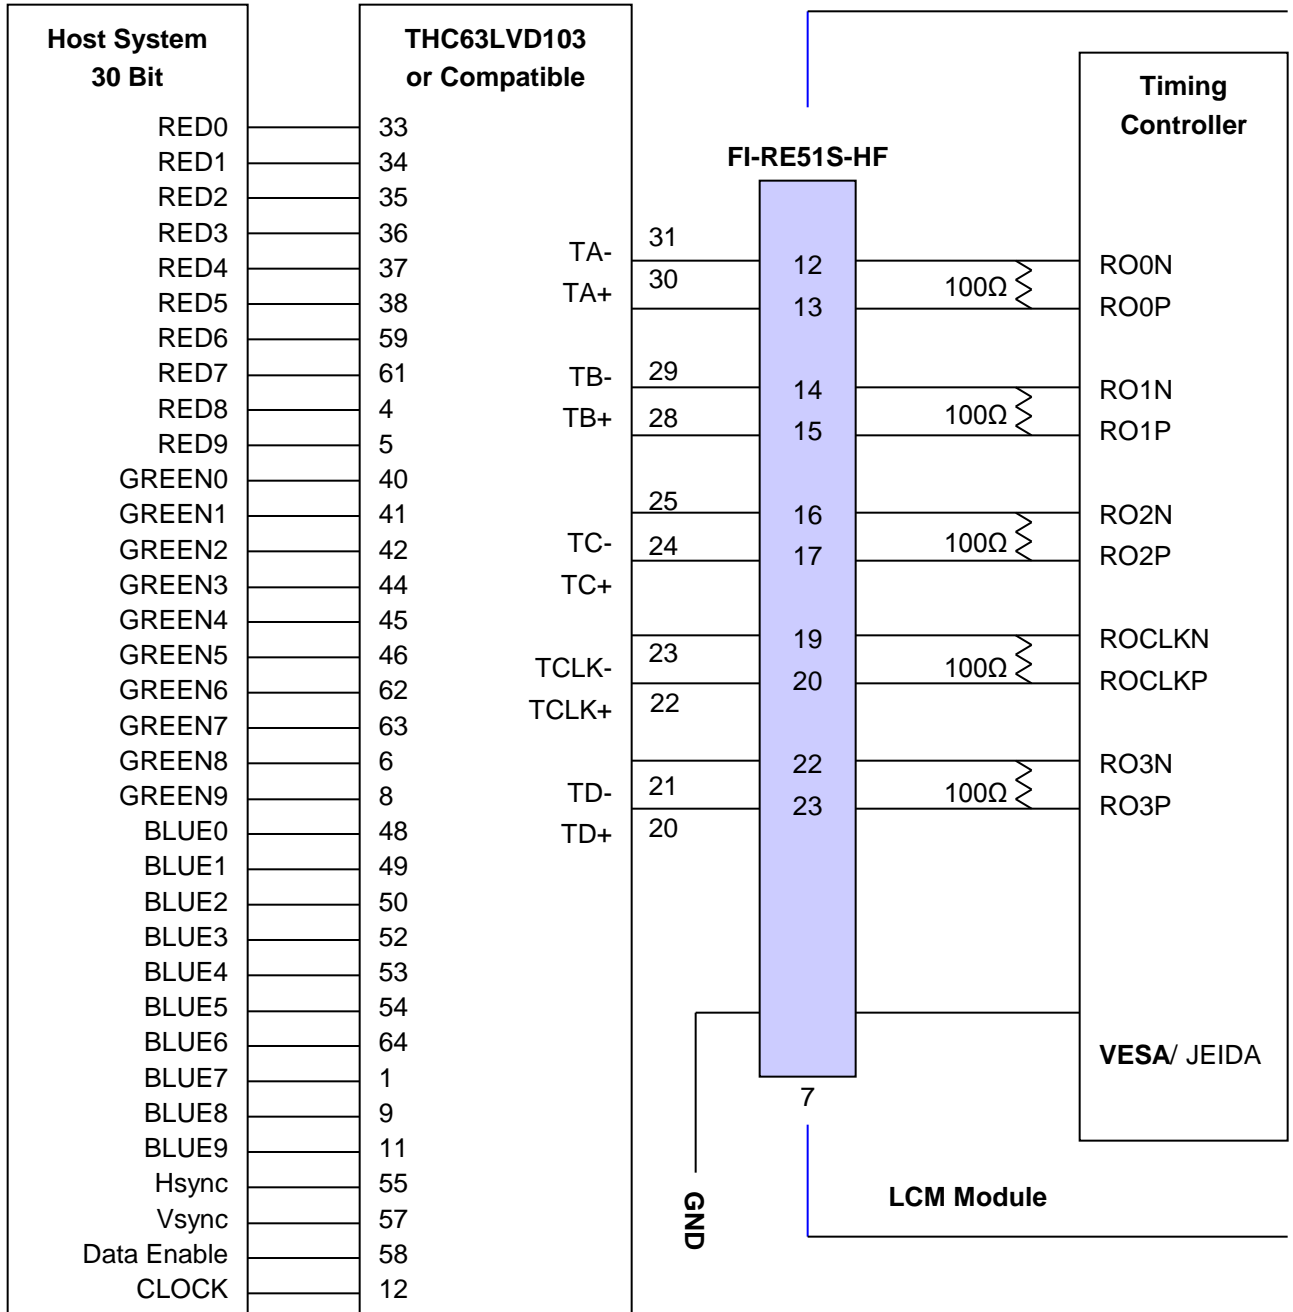 Host System
30 Bit
RED0
RED1
RED2
RED3
RED4
RED5
RED6
RED7
RED8
RED9
GREEN0
GREEN1
GREEN2
GREEN3
GREEN4
GREEN5
GREEN6
GREEN7
GREEN8
GREEN9
BLUE0
BLUE1
BLUE2
BLUE3
BLUE4
BLUE5
BLUE6
BLUE7
BLUE8
BLUE9
Hsync
Vsync
Data Enable
CLOCK
THC63LVD103
or Compatible
33
34
35
36
37
38
59
61
4
5
40
41
42
44
45
46
62
63
6
8
48
49
50
52
53
54
64
1
9
11
55
57
58
12
TA-
TA+
TB-
TB+
TC-
TC+
TCLK-
TCLK+
TD-
TD+
31
30
29
28
25
24
23
22
21
20
FI-RE51S-HF
12
13
14
15
16
17
19
20
22
23
7
100Ω
100Ω
100Ω
100Ω
100Ω
Timing
Controller
RO0N
RO0P
RO1N
RO1P
RO2N
RO2P
ROCLKN
ROCLKP
RO3N
RO3P
VESA/ JEIDA
GND
LCM Module